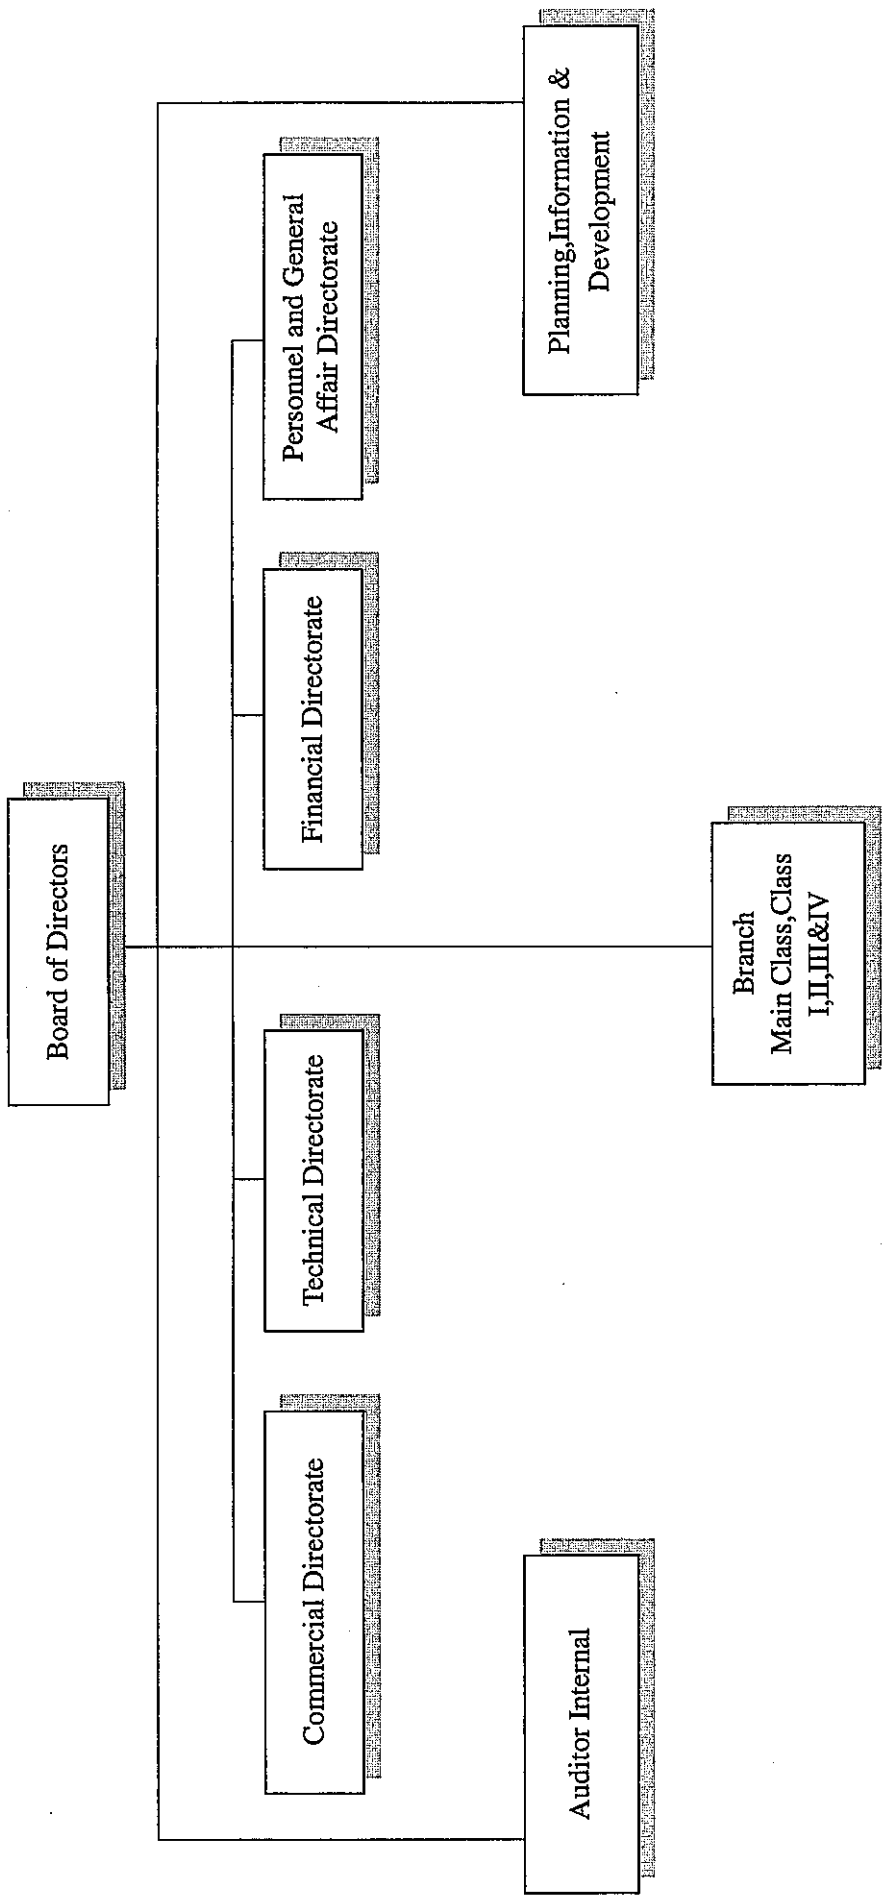 Board of Directors
Commercial Directorate
Technical Directorate
Financial Directorate
Personnel and General
Affair Directorate
Auditor Internal
Planning,Information &
Development
Branch
Main Class,Class
I,II,III&IV